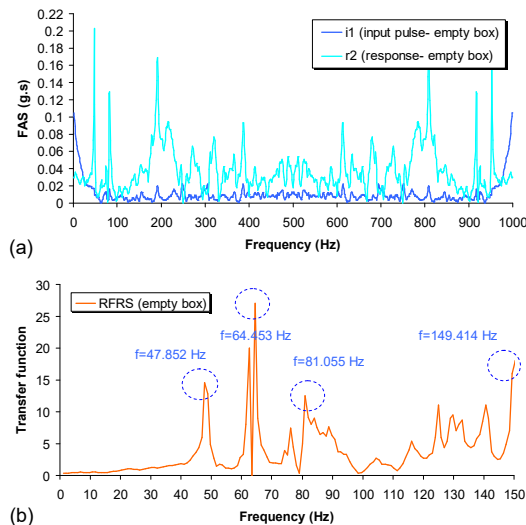 0.22
0.2
0.18
0.16
0.14
0.12
0.1
0.08
0.06
0.04
0.02
0
FAS (g.s)
i1 (input pulse- empty box)
r2 (response- empty box)
0 100 200 300 400 500 600 700 800 900 1000
Frequency (Hz)
(a)
30
25
20
15
10
5
0
Transfer function
RFRS (empty box)
f=64.453 Hz
f=149.414 Hz
f=47.852 Hz
f=81.055 Hz
0 10 20 30 40 50 60 70 80 90 100 110 120 130 140 150
Frequency (Hz)
(b)